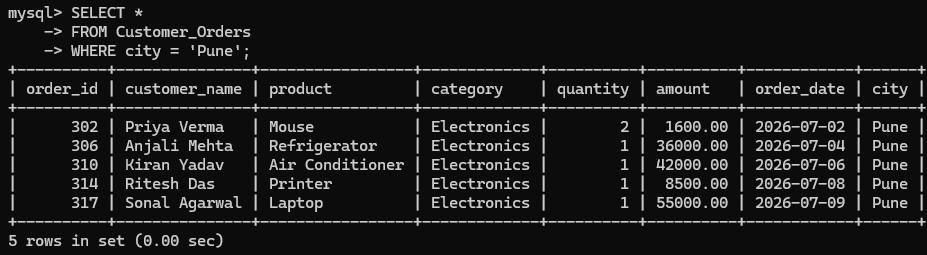 mysql> SELECT *
    -> FROM Customer_Orders
    -> WHERE city = 'Pune';
+----------+---------------+-----------------+-------------+----------+----------+------------+------+
| order_id | customer_name | product         | category    | quantity | amount   | order_date | city |
+----------+---------------+-----------------+-------------+----------+----------+------------+------+
|      302 | Priya Verma   | Mouse           | Electronics |        2 |  1600.00 | 2026-07-02 | Pune |
|      306 | Anjali Mehta  | Refrigerator    | Electronics |        1 | 36000.00 | 2026-07-04 | Pune |
|      310 | Kiran Yadav   | Air Conditioner | Electronics |        1 | 42000.00 | 2026-07-06 | Pune |
|      314 | Ritesh Das    | Printer         | Electronics |        1 |  8500.00 | 2026-07-08 | Pune |
|      317 | Sonal Agarwal | Laptop          | Electronics |        1 | 55000.00 | 2026-07-09 | Pune |
+----------+---------------+-----------------+-------------+----------+----------+------------+------+
5 rows in set (0.00 sec)